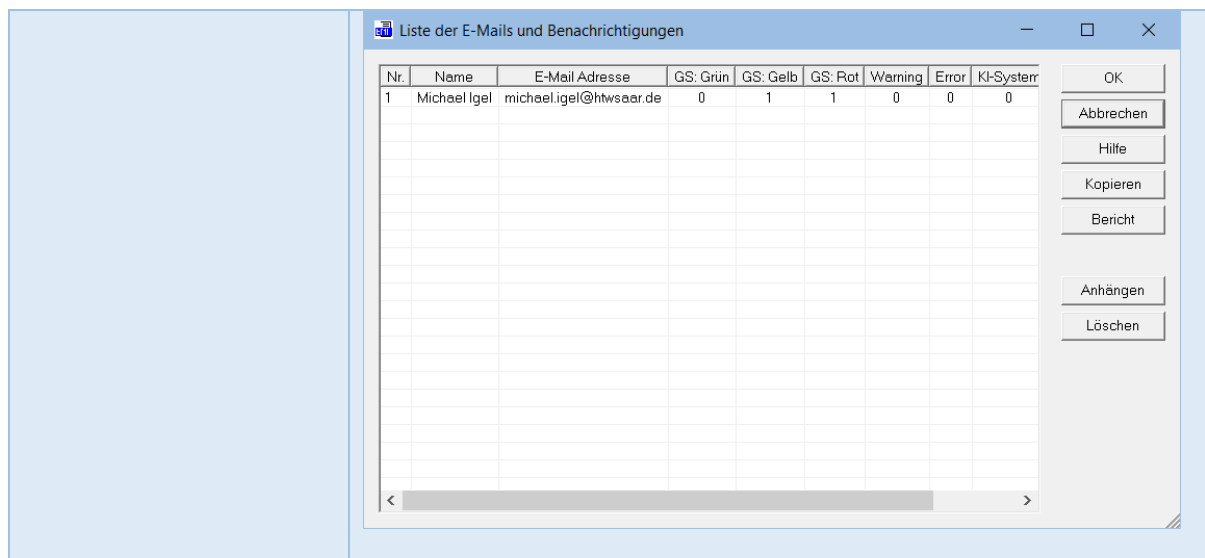 Liste der E-Mails und Benachrichtigungen
Nr. Name E-Mail Adresse GS: Grün GS: Gelb GS: Rot Warning Error KI-System
1 Michael Igel michael.igel@htwsaar.de 0 1 1 0 0 0
OK
Abbrechen
Hilfe
Kopieren
Bericht
Anhängen
Löschen